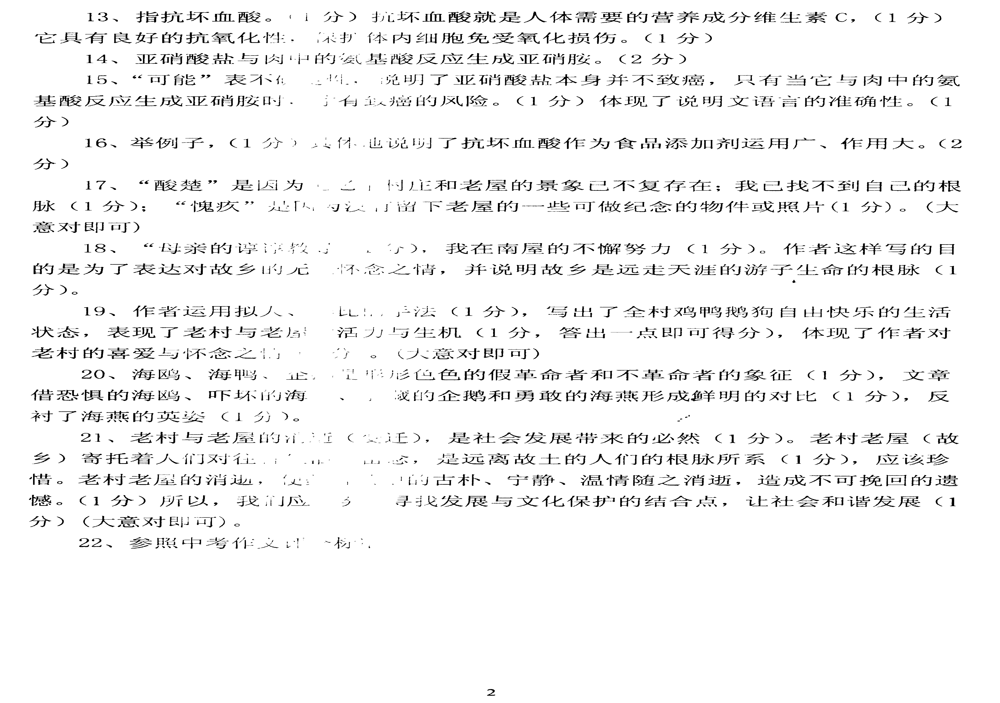 13、指抗坏血酸。（1 分）抗坏血酸就是人体需要的营养成分维生素 C，（1 分）
它具有良好的抗氧化性，保护体内细胞免受氧化损伤。（1 分）
14、亚硝酸盐与肉中的氨基酸反应生成亚硝胺。（2 分）
15、“可能”表不 性，说明了亚硝酸盐本身并不致癌，只有当它与肉中的氨
基酸反应生成亚硝胺时， 有致癌的风险。（1 分）体现了说明文语言的准确性。（1
分）
16、举例子，（1 分）具体地说明了抗坏血酸作为食品添加剂运用广、作用大。（2
分）
17、“酸楚”是因为 村庄和老屋的景象已不复存在；我已找不到自己的根
脉（1 分）；“愧疚”是因为没有留下老屋的一些可做纪念的物件或照片（1 分）。（大
意对即可）
18、“母亲的谆谆教 分），我在南屋的不懈努力（1 分）。作者这样写的目
的是为了表达对故乡的无 怀念之情，并说明故乡是远走天涯的游子生命的根脉（1
分）。
19、作者运用拟人、 比 手法（1 分），写出了全村鸡鸭鹅狗自由快乐的生活
状态，表现了老村与老屋 活力与生机（1 分，答出一点即可得分），体现了作者对
老村的喜爱与怀念之情 分 。（大意对即可）
20、海鸥、海鸭、企 是形形色色的假革命者和不革命者的象征（1 分），文章
借恐惧的海鸥、吓坏的海 、 的企鹅和勇敢的海燕形成鲜明的对比（1 分），反
衬了海燕的英姿（1 分）。
21、老村与老屋的消逝（变迁），是社会发展带来的必然（1 分）。老村老屋（故
乡）寄托着人们对往 ，是远离故土的人们的根脉所系（1 分），应该珍
惜。老村老屋的消逝，使 的古朴、宁静、温情随之消逝，造成不可挽回的遗
憾。（1 分）所以，我们应 寻找发展与文化保护的结合点，让社会和谐发展（1
分）（大意对即可）。
22、参照中考作文评
2